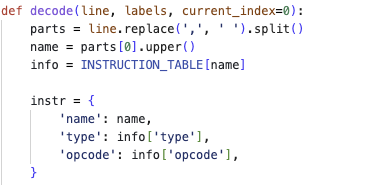 def decode(line, labels, current_index=0):
    parts = line.replace(',', ' ').split()
    name = parts[0].upper()
    info = INSTRUCTION_TABLE[name]

    instr = {
        'name': name,
        'type': info['type'],
        'opcode': info['opcode'],
    }